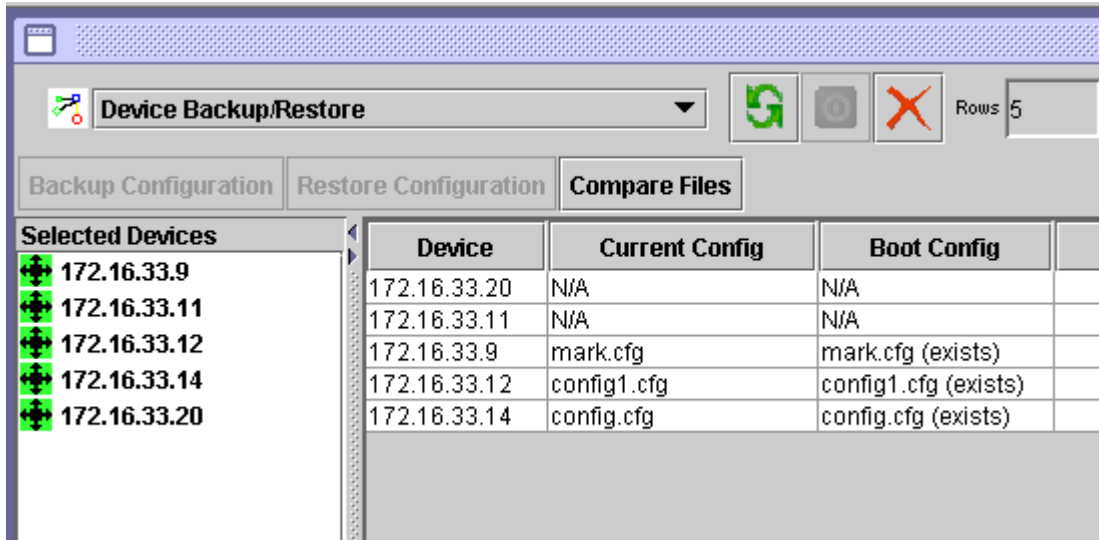 Device Backup/Restore Rows 5
Backup Configuration Restore Configuration Compare Files
Selected Devices
172.16.33.9
172.16.33.11
172.16.33.12
172.16.33.14
172.16.33.20
Device Current Config Boot Config
172.16.33.20 N/A N/A
172.16.33.11 N/A N/A
172.16.33.9 mark.cfg mark.cfg (exists)
172.16.33.12 config1.cfg config1.cfg (exists)
172.16.33.14 config.cfg config.cfg (exists)